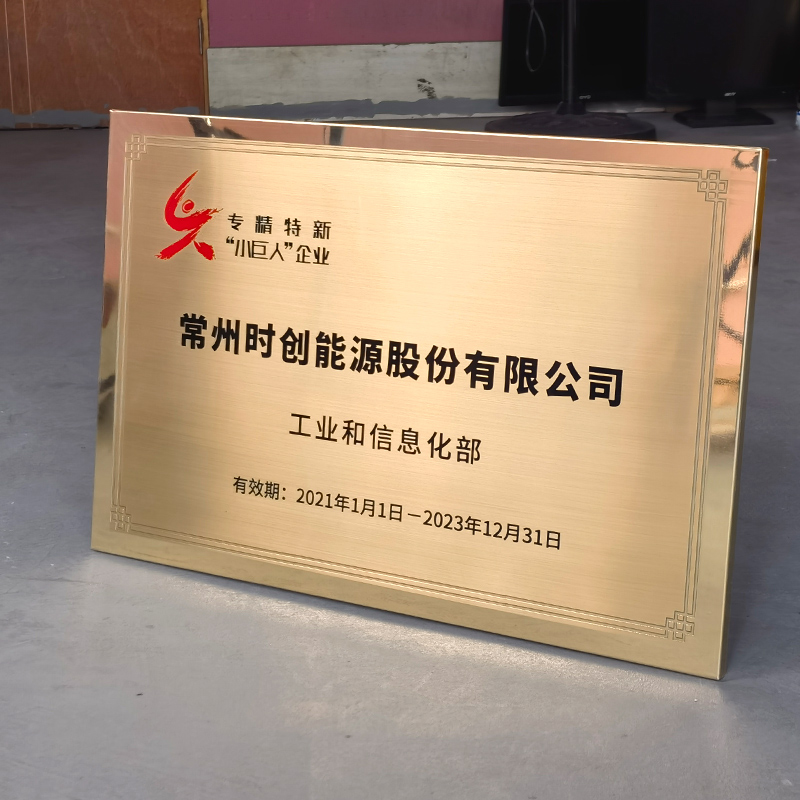 专精特新
“小巨人”企业
常州时创能源股份有限公司
工业和信息化部
有效期：2021年1月1日－2023年12月31日